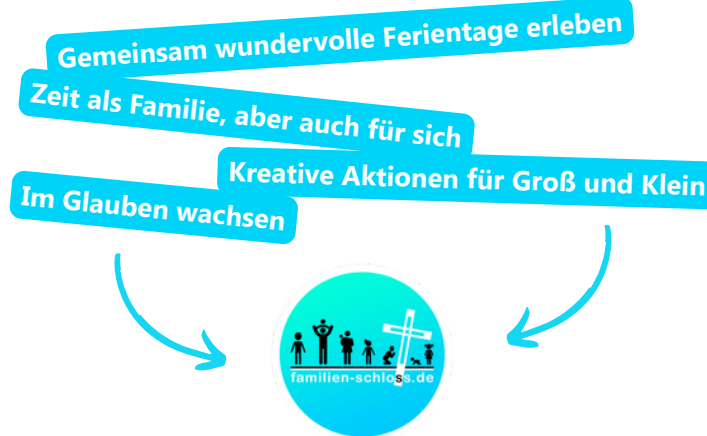 Gemeinsam wundervolle Ferientage erleben
Zeit als Familie, aber auch für sich
Kreative Aktionen für Groß und Klein
Im Glauben wachsen
familien-schloss.de